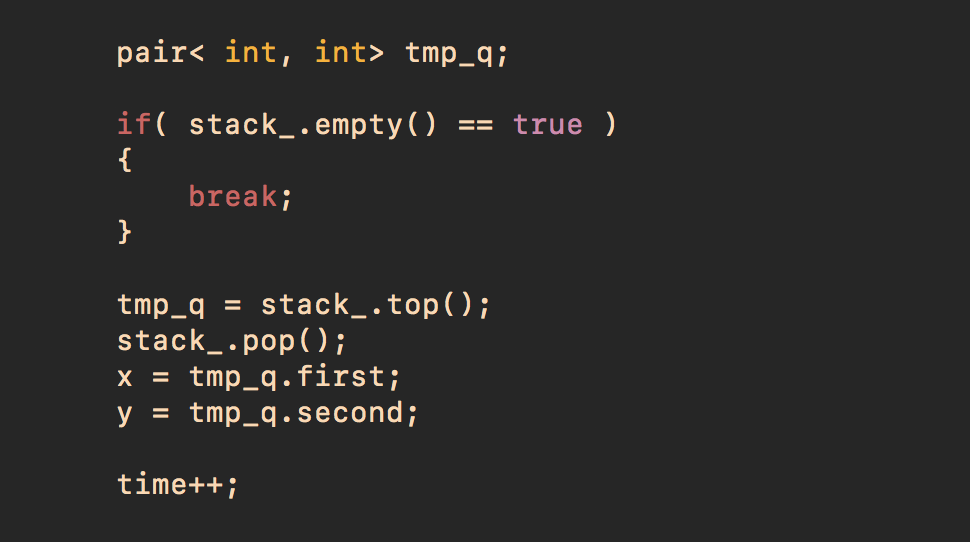 pair< int, int> tmp_q;
if( stack_.empty() == true )
{
    break;
}
tmp_q = stack_.top();
stack_.pop();
x = tmp_q.first;
y = tmp_q.second;
time++;